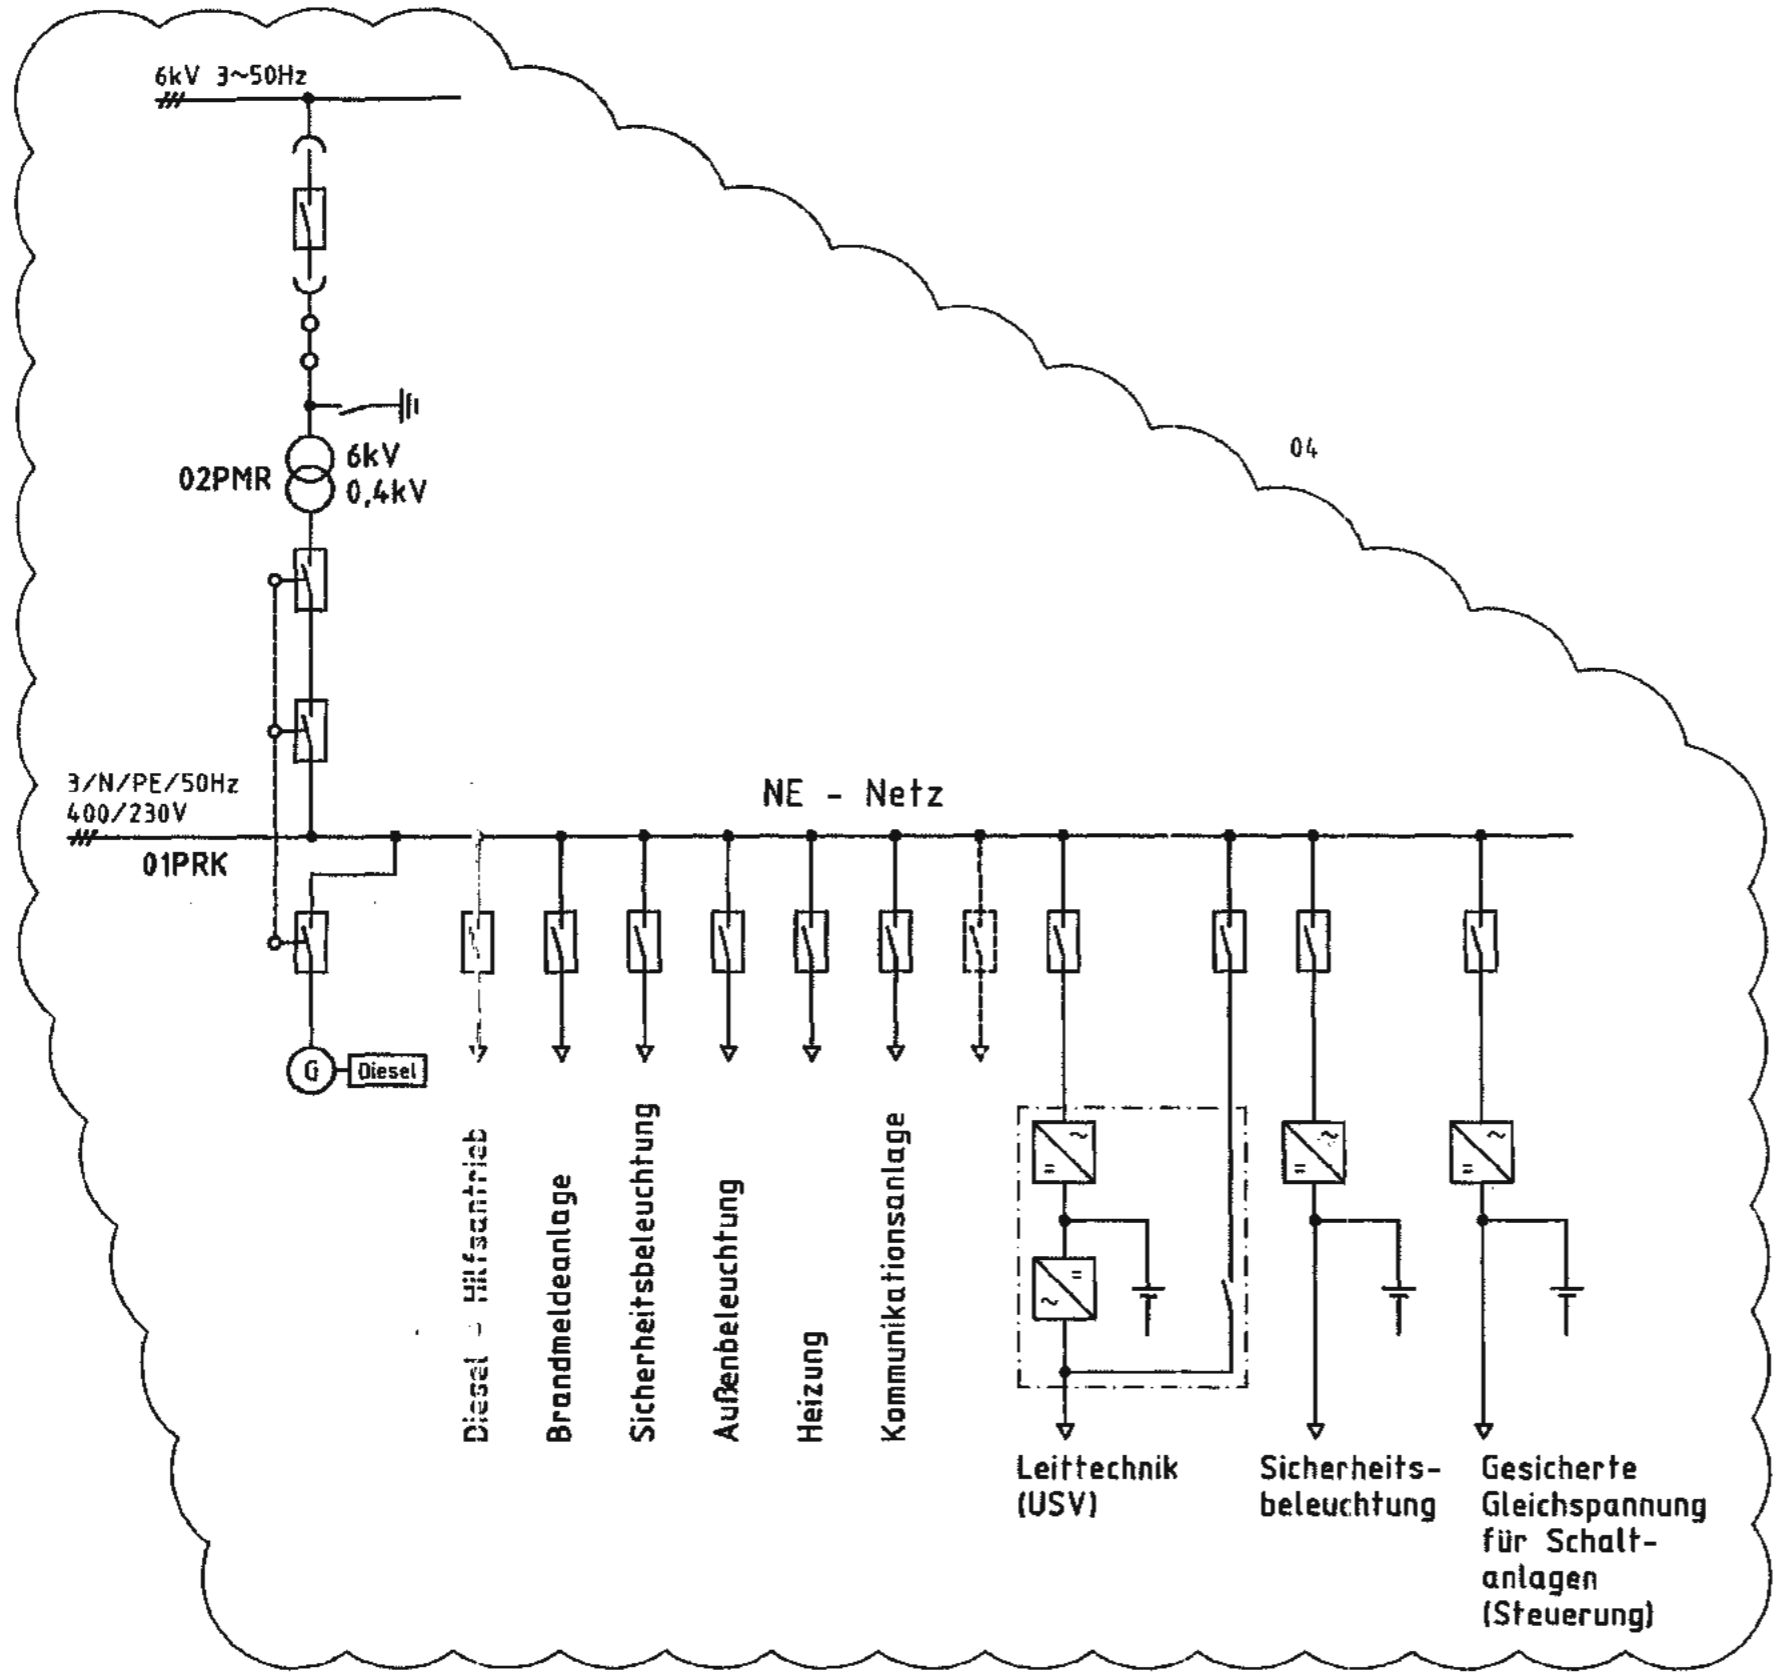 6kV 3~50Hz
04
02PMR
6kV
0,4kV
3/N/PE/50Hz
400/230V
NE - Netz
01PRK
G
Diesel
Diesel - Hilfsantrieb
Brandmeldeanlage
Sicherheitsbeleuchtung
Außenbeleuchtung
Heizung
Kommunikationsanlage
~
=
=
~
~
=
~
=
Leittechnik
(USV)
Sicherheits-
beleuchtung
Gesicherte
Gleichspannung
für Schalt-
anlagen
(Steuerung)